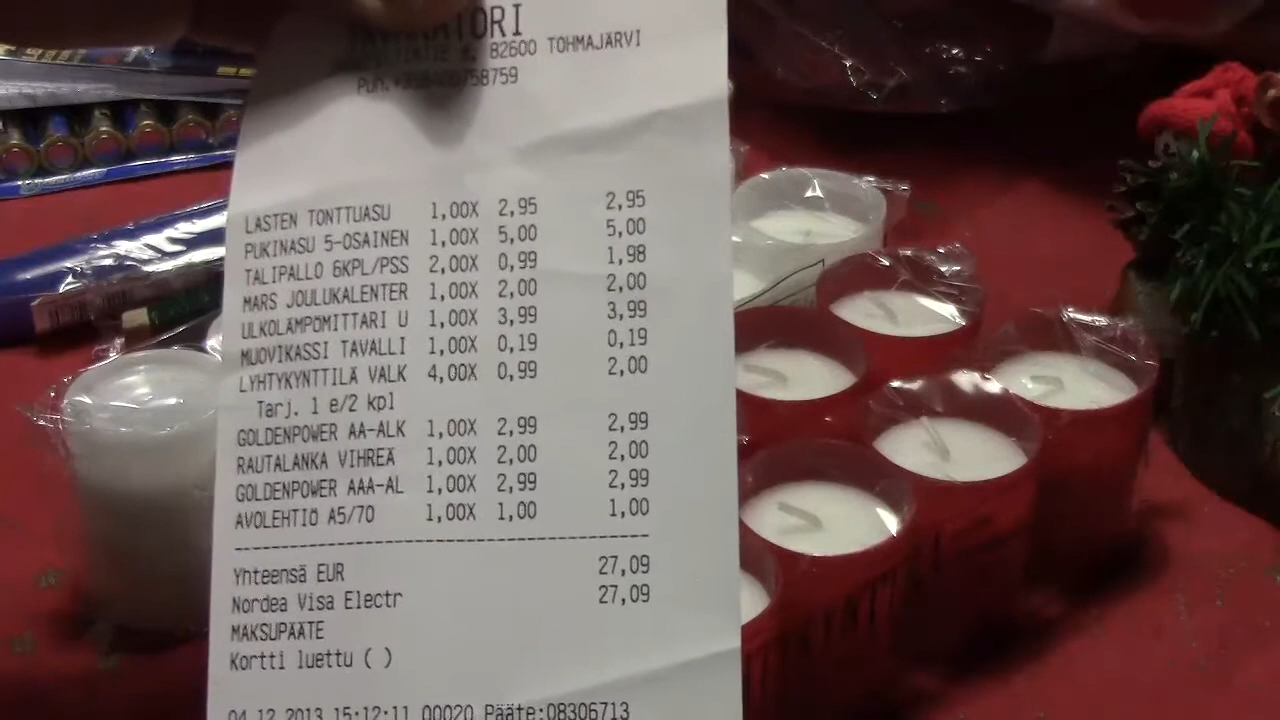 82600 TOHMAJÄRVI
LASTEN TONTTUASU 1,00X 2,95 2,95
PUKINASU 5-OSAINEN 1,00X 5,00 5,00
TALIPALLO 6KPL/PSS 2,00X 0,99 1,98
MARS JOULUKALENTER 1,00X 2,00 2,00
ULKOLÄMPÖMITTARI U 1,00X 3,99 3,99
MUOVIKASSI TAVALLI 1,00X 0,19 0,19
LYHTYKYNTTILÄ VALK 4,00X 0,99 2,00
Tarj. 1 e/2 kpl
GOLDENPOWER AA-ALK 1,00X 2,99 2,99
RAUTALANKA VIHREÄ 1,00X 2,00 2,00
GOLDENPOWER AAA-AL 1,00X 2,99 2,99
AVOLEHTIÖ A5/70 1,00X 1,00 1,00
Yhteensä EUR 27,09
Nordea Visa Electr 27,09
MAKSUPÄÄTE
Kortti luettu ( )
04.12.2013 15:12:11 00020 Pääte:08306713